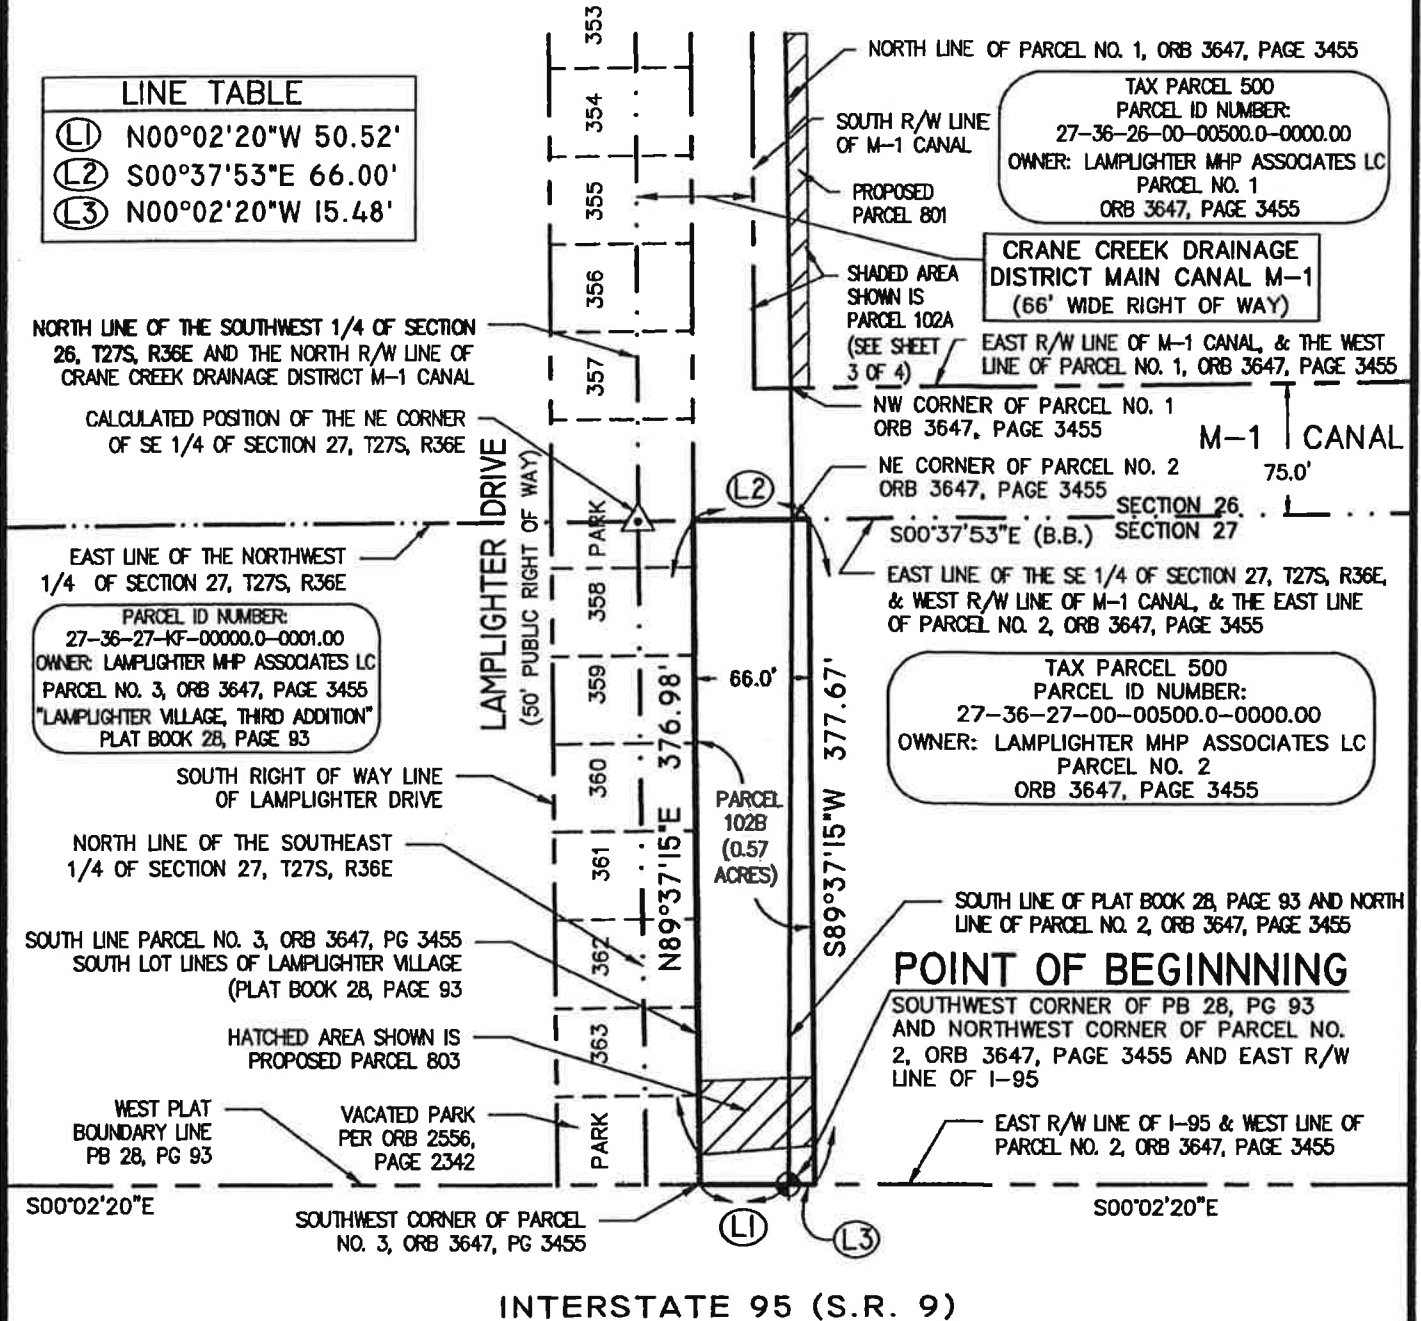 LINE TABLE
L1 N00°02'20"W 50.52'
L2 S00°37'53"E 66.00'
L3 N00°02'20"W 15.48'
353
354
355
356
357
NORTH LINE OF PARCEL NO. 1, ORB 3647, PAGE 3455
TAX PARCEL 500
PARCEL ID NUMBER:
27-36-26-00-00500.0-0000.00
OWNER: LAMPLIGHTER MHP ASSOCIATES LC
PARCEL NO. 1
ORB 3647, PAGE 3455
SOUTH R/W LINE
OF M-1 CANAL
PROPOSED
PARCEL 801
CRANE CREEK DRAINAGE
DISTRICT MAIN CANAL M-1
(66' WIDE RIGHT OF WAY)
SHADED AREA
SHOWN IS
PARCEL 102A
(SEE SHEET
3 OF 4)
NORTH LINE OF THE SOUTHWEST 1/4 OF SECTION
26, T27S, R36E AND THE NORTH R/W LINE OF
CRANE CREEK DRAINAGE DISTRICT M-1 CANAL
EAST R/W LINE OF M-1 CANAL, & THE WEST
LINE OF PARCEL NO. 1, ORB 3647, PAGE 3455
NW CORNER OF PARCEL NO. 1
ORB 3647, PAGE 3455
M-1 CANAL
75.0'
CALCULATED POSITION OF THE NE CORNER
OF SE 1/4 OF SECTION 27, T27S, R36E
LAMPLIGHTER DRIVE
(50' PUBLIC RIGHT OF WAY)
L2
NE CORNER OF PARCEL NO. 2
ORB 3647, PAGE 3455
SECTION 26
SECTION 27
S00°37'53"E (B.B.)
PARK
358
359
360
361
362
363
PARK
EAST LINE OF THE NORTHWEST
1/4 OF SECTION 27, T27S, R36E
EAST LINE OF THE SE 1/4 OF SECTION 27, T27S, R36E,
& WEST R/W LINE OF M-1 CANAL, & THE EAST LINE
OF PARCEL NO. 2, ORB 3647, PAGE 3455
PARCEL ID NUMBER:
27-36-27-KF-00000.0-0001.00
OWNER: LAMPLIGHTER MHP ASSOCIATES LC
PARCEL NO. 3, ORB 3647, PAGE 3455
"LAMPLIGHTER VILLAGE, THIRD ADDITION"
PLAT BOOK 28, PAGE 93
66.0'
N89°37'15"E 376.98'
S89°37'15"W 377.67'
TAX PARCEL 500
PARCEL ID NUMBER:
27-36-27-00-00500.0-0000.00
OWNER: LAMPLIGHTER MHP ASSOCIATES LC
PARCEL NO. 2
ORB 3647, PAGE 3455
SOUTH RIGHT OF WAY LINE
OF LAMPLIGHTER DRIVE
PARCEL
102B
(0.57
ACRES)
NORTH LINE OF THE SOUTHEAST
1/4 OF SECTION 27, T27S, R36E
SOUTH LINE OF PLAT BOOK 28, PAGE 93 AND NORTH
LINE OF PARCEL NO. 2, ORB 3647, PAGE 3455
SOUTH LINE PARCEL NO. 3, ORB 3647, PG 3455
SOUTH LOT LINES OF LAMPLIGHTER VILLAGE
(PLAT BOOK 28, PAGE 93
POINT OF BEGINNNING
SOUTHWEST CORNER OF PB 28, PG 93
AND NORTHWEST CORNER OF PARCEL NO.
2, ORB 3647, PAGE 3455 AND EAST R/W
LINE OF I-95
HATCHED AREA SHOWN IS
PROPOSED PARCEL 803
WEST PLAT
BOUNDARY LINE
PB 28, PG 93
VACATED PARK
PER ORB 2556,
PAGE 2342
EAST R/W LINE OF I-95 & WEST LINE OF
PARCEL NO. 2, ORB 3647, PAGE 3455
S00°02'20"E
S00°02'20"E
SOUTHWEST CORNER OF PARCEL
NO. 3, ORB 3647, PG 3455
L1
L3
INTERSTATE 95 (S.R. 9)